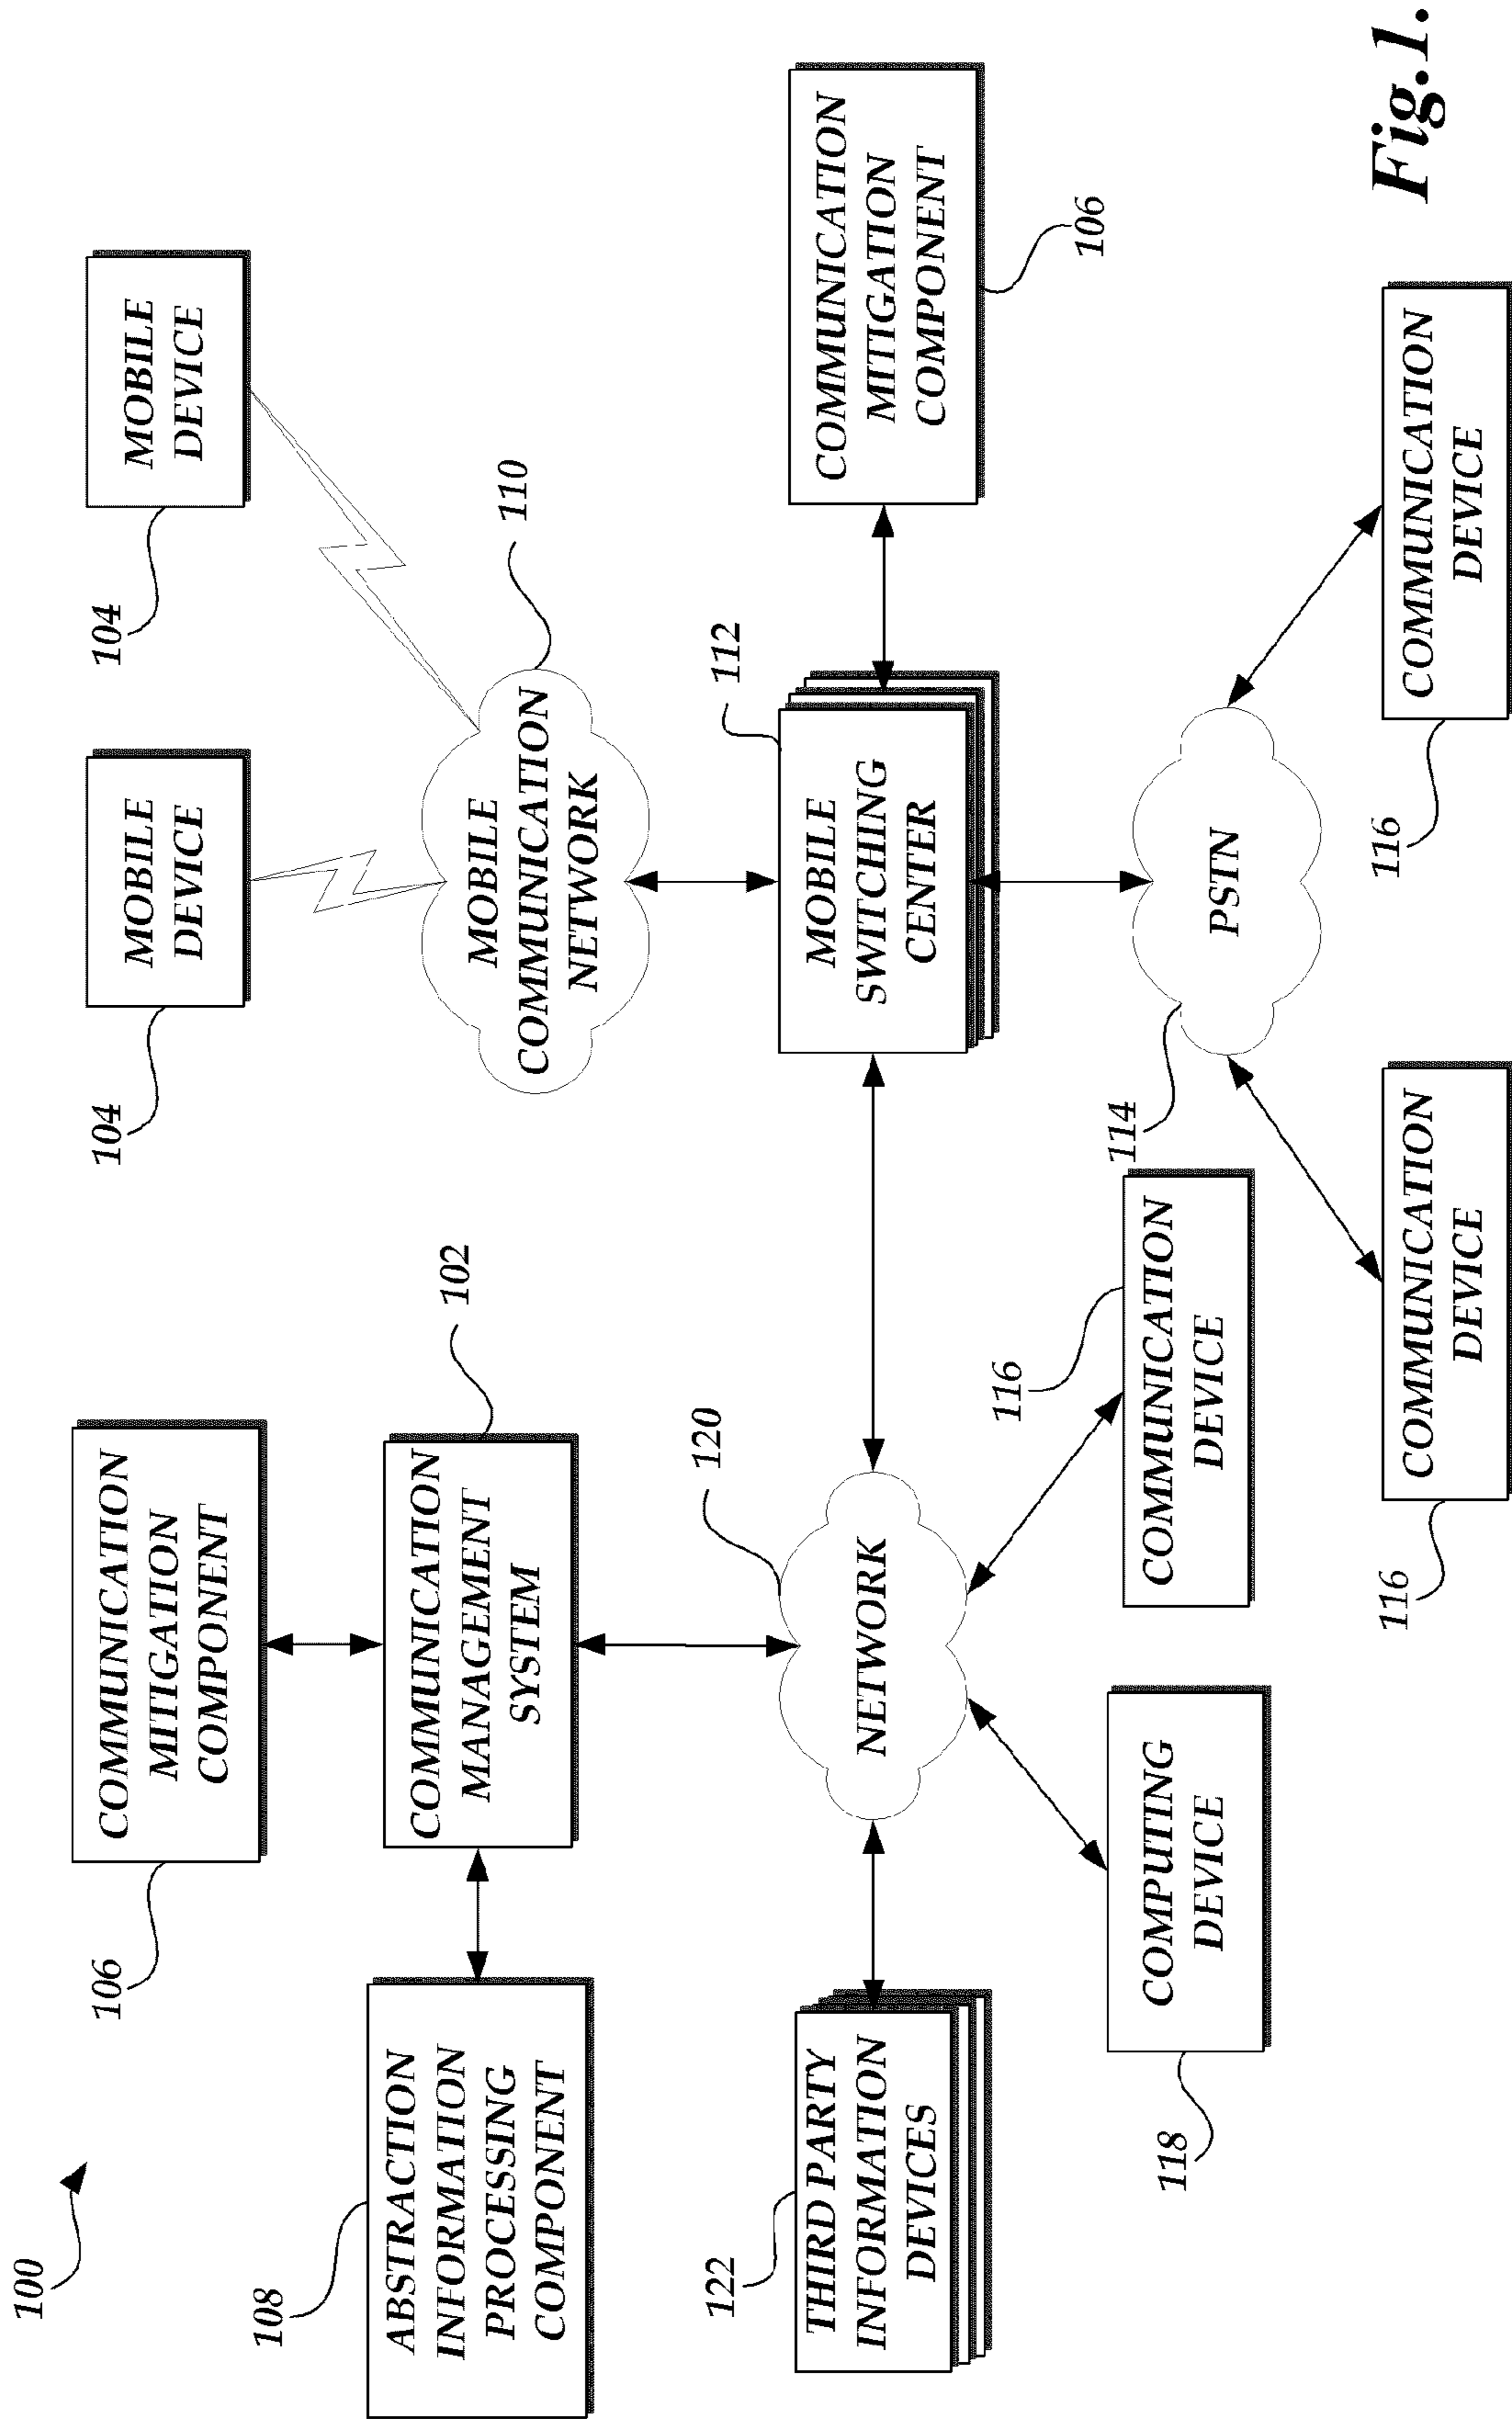 100
106
COMMUNICATION
MITIGATION
COMPONENT
104
MOBILE
DEVICE
104
MOBILE
DEVICE
108
ABSTRACTION
INFORMATION
PROCESSING
COMPONENT
COMMUNICATION
MANAGEMENT
SYSTEM
102
110
MOBILE
COMMUNICATION
NETWORK
122
THIRD PARTY
INFORMATION
DEVICES
120
NETWORK
112
MOBILE
SWITCHING
CENTER
COMMUNICATION
MITIGATION
COMPONENT
106
118
COMPUTING
DEVICE
116
COMMUNICATION
DEVICE
114
PSTN
116
COMMUNICATION
DEVICE
116
COMMUNICATION
DEVICE
Fig.1.